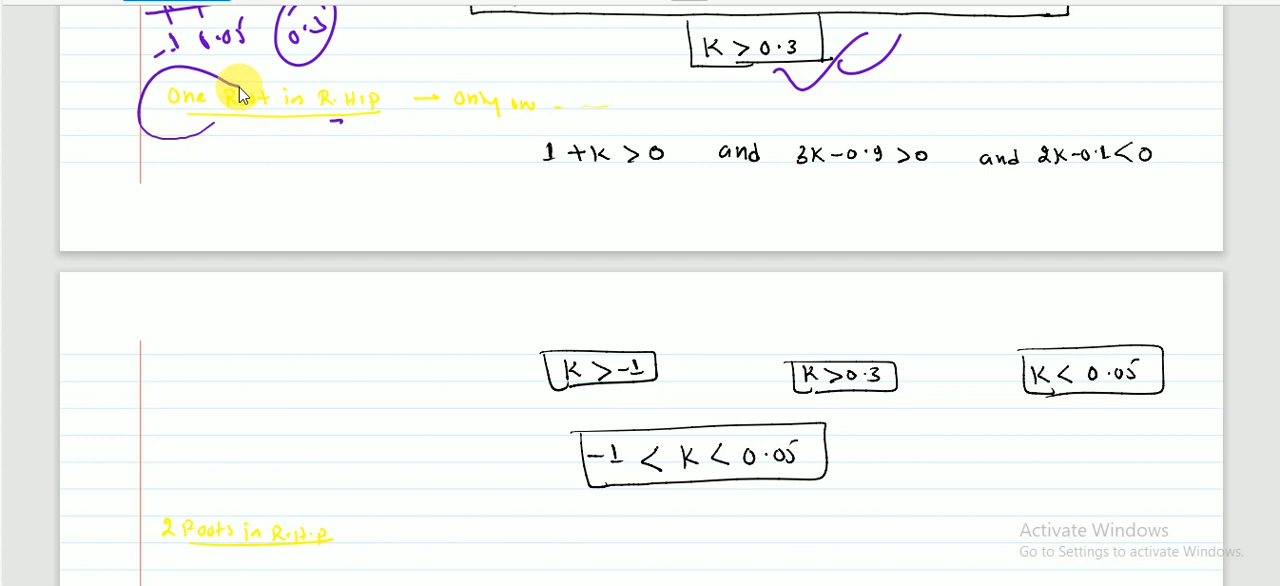 -1 0.05 0.3
K > 0.3
One Root in R.H.P → Only one
1 + K > 0 and 3K - 0.9 > 0 and 2K - 0.1 < 0
K > -1 K > 0.3 K < 0.05
-1 < K < 0.05
2 Roots in R.H.P
Activate Windows
Go to Settings to activate Windows.